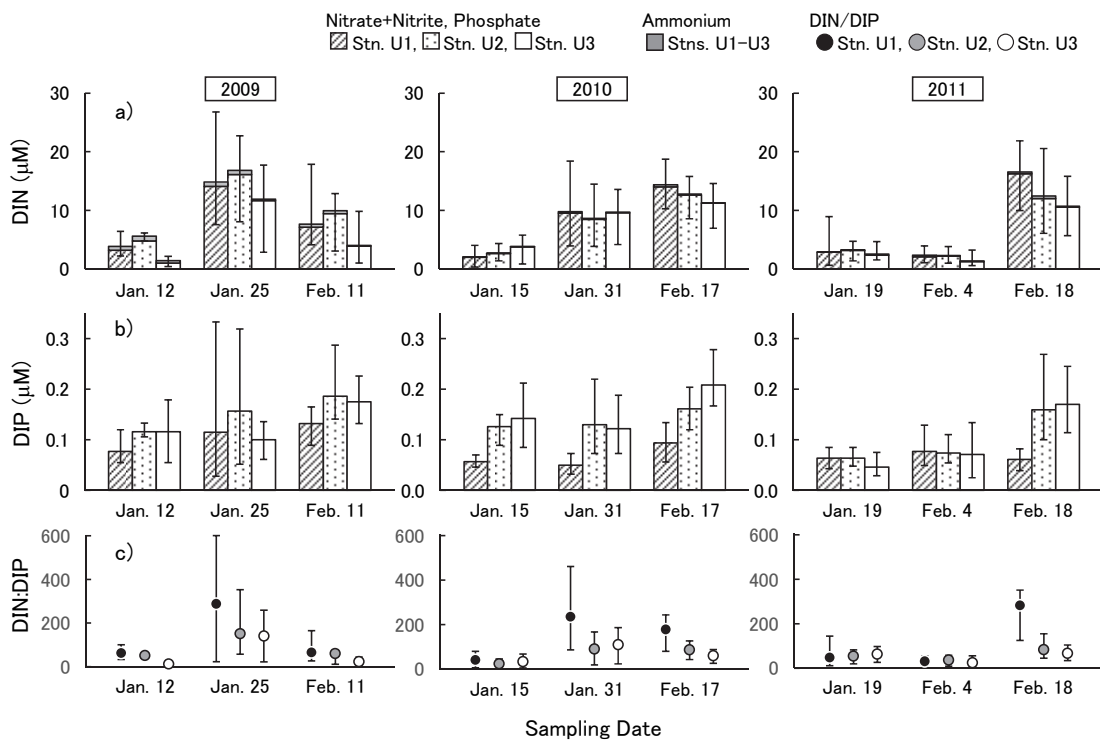 Nitrate+Nitrite, Phosphate Ammonium DIN/DIP
Stn. U1, Stn. U2, Stn. U3 Stns. U1-U3 Stn. U1, Stn. U2, Stn. U3
2009 2010 2011
a)
DIN (μM)
30 30 30
20 20 20
10 10 10
0 0 0
Jan. 12 Jan. 25 Feb. 11 Jan. 15 Jan. 31 Feb. 17 Jan. 19 Feb. 4 Feb. 18
b)
DIP (μM)
0.3 0.3 0.3
0.2 0.2 0.2
0.1 0.1 0.1
0 0.0 0.0
Jan. 12 Jan. 25 Feb. 11 Jan. 15 Jan. 31 Feb. 17 Jan. 19 Feb. 4 Feb. 18
c)
DIN:DIP
600 600 600
400 400 400
200 200 200
0 0 0
Jan. 12 Jan. 25 Feb. 11 Jan. 15 Jan. 31 Feb. 17 Jan. 19 Feb. 4 Feb. 18
Sampling Date